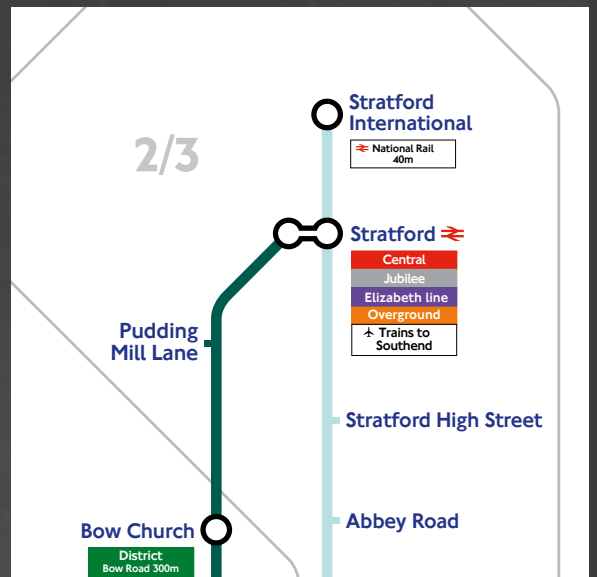 Stratford
International
National Rail
40m
2/3
Stratford
Central
Jubilee
Elizabeth line
Overground
Trains to
Southend
Pudding
Mill Lane
Stratford High Street
Abbey Road
Bow Church
District
Bow Road 300m